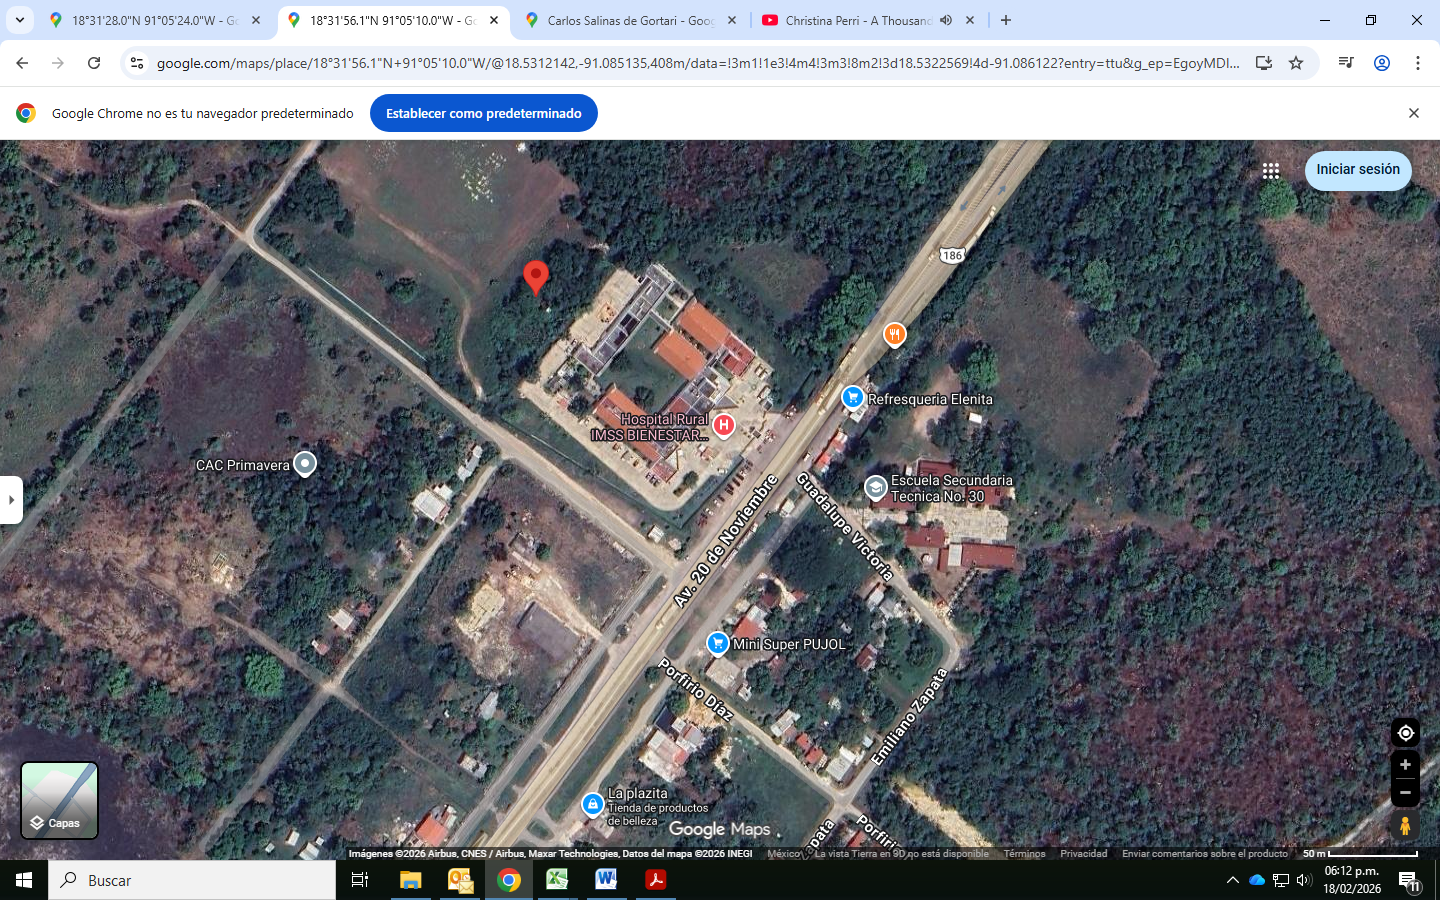 18°31'28.0"N 91°05'24.0"W - Go
18°31'56.1"N 91°05'10.0"W - Go
Carlos Salinas de Gortari - Goog
Christina Perri - A Thousand
google.com/maps/place/18°31'56.1"N+91°05'10.0"W/@18.5312142,-91.085135,408m/data=!3m1!1e3!4m4!3m3!8m2!3d18.5322569!4d-91.086122?entry=ttu&g_ep=EgoyMDI...
Google Chrome no es tu navegador predeterminado
Establecer como predeterminado
Iniciar sesión
186
Refresqueria Elenita
Hospital Rural
IMSS BIENESTAR...
H
CAC Primavera
Escuela Secundaria
Tecnica No. 30
Av. 20 de Noviembre
Guadalupe Victoria
Mini Super PUJOL
Porfirio Díaz
Emiliano Zapata
La plazita
Tienda de productos
de belleza
Capas
Google Maps
Imágenes ©2026 Airbus, CNES / Airbus, Maxar Technologies, Datos del mapa ©2026 INEGI
México
La vista Tierra en 3D no está disponible
Términos
Privacidad
Enviar comentarios sobre el producto
50 m
Buscar
06:12 p.m.
18/02/2026
11